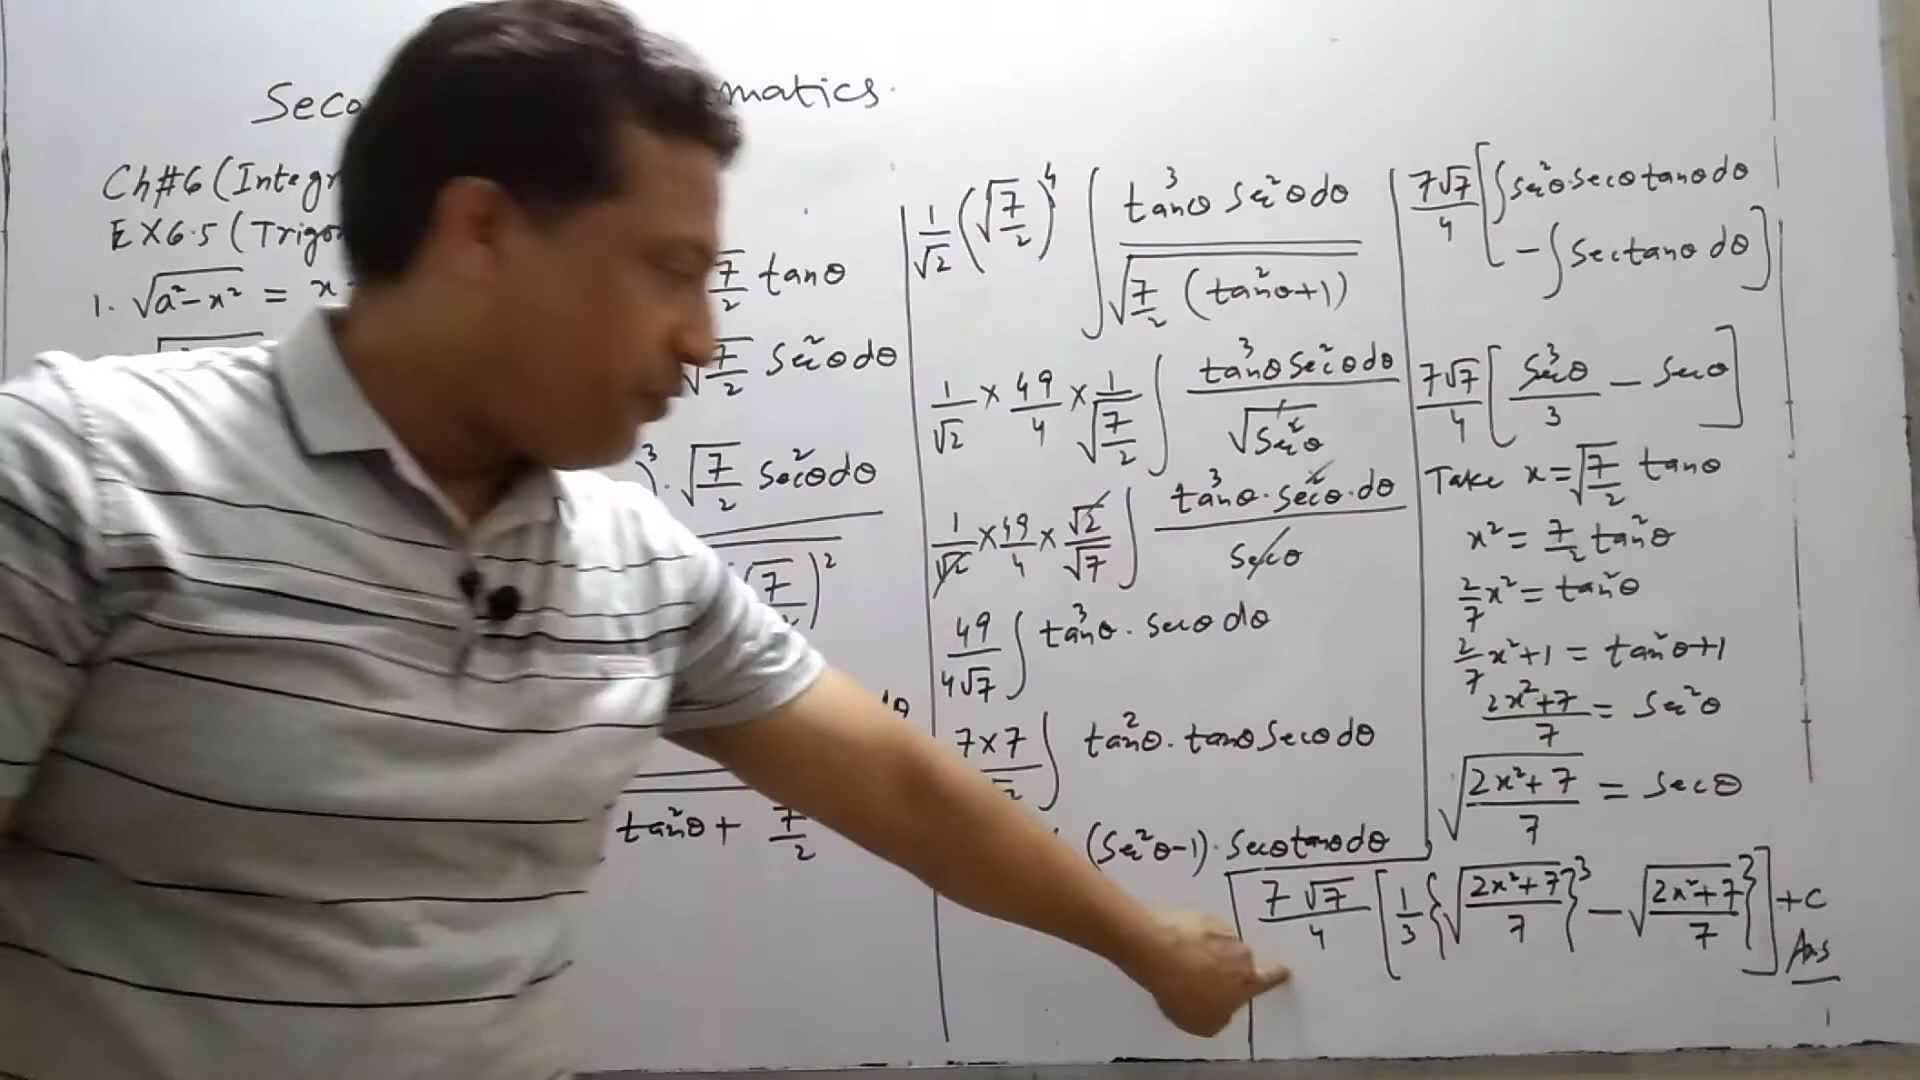 matics.
Ch#6 (Integr
EX6.5 (Trigo
1. √(a²-x²) = x
7/2 tanθ
√(7/2) Sec²θdθ
)³. √(7/2) Sec²θdθ
(√7/2)²
dθ
tan²θ + 7/2
1/√2 (√(7/2))⁴ ∫ tan³θ Sec²θdθ / √(7/2 (tan²θ+1))
1/√2 × 49/4 × 1/√(7/2) ∫ tan³θ Sec²θdθ / √(Sec²θ)
1/√2 × 49/4 × √2/√7 ∫ tan³θ · Sec²θ · dθ / Secθ
49/4√7 ∫ tan³θ · Secθ dθ
7×7 ∫ tan²θ · tanθ Secθ dθ
(Sec²θ-1) · Secθtanθdθ
7√7/4 [∫ Sec²θ·Secθtanθdθ
- ∫ Sectanθ dθ]
7√7/4 [Sec³θ/3 - Secθ]
Take x = √(7/2) tanθ
x² = 7/2 tan²θ
2/7 x² = tan²θ
2/7 x²+1 = tan²θ+1
(2x²+7)/7 = Sec²θ
√((2x²+7)/7) = Secθ
7√7/4 [1/3 {√((2x²+7)/7)}³ - √((2x²+7)/7)}] + C
Ans